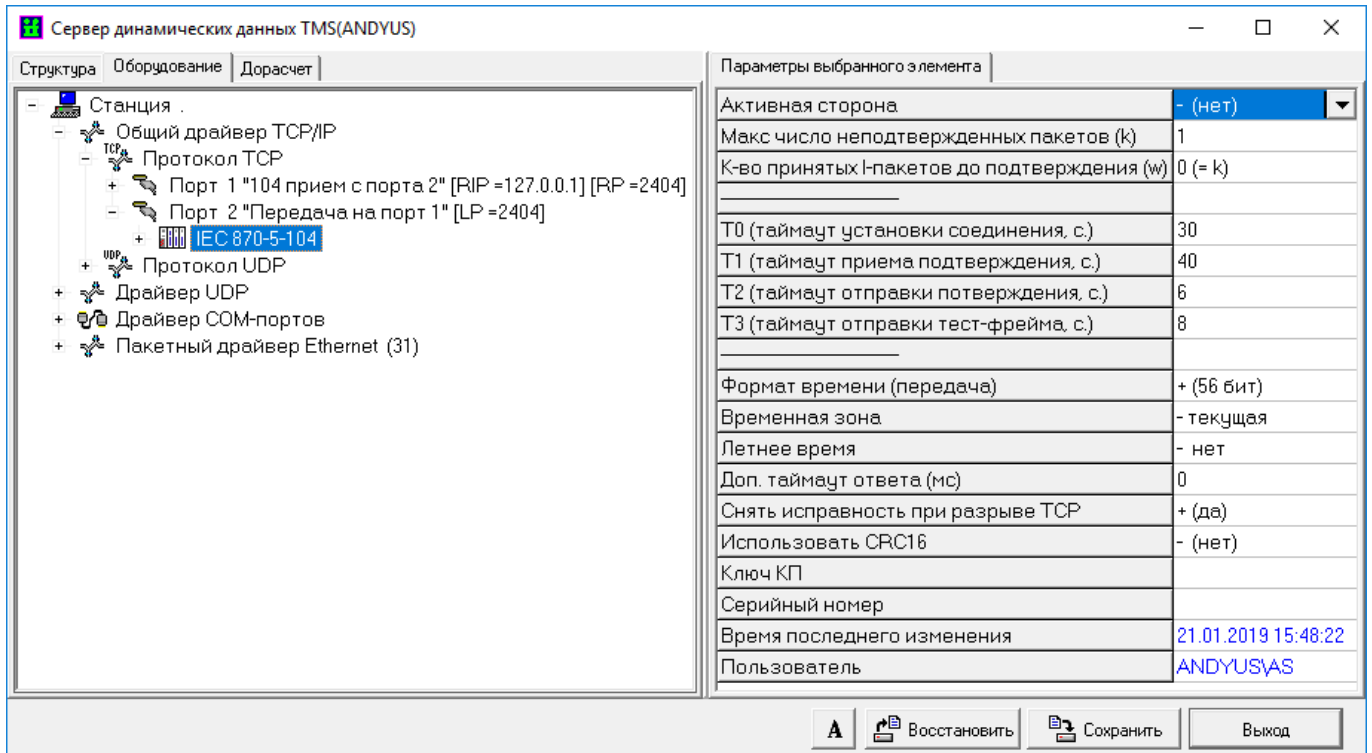 Сервер динамических данных TMS(ANDYUS)
Структура Оборудование Дорасчет
Станция .
Общий драйвер TCP/IP
TCP Протокол TCP
Порт 1 "104 прием с порта 2" [RIP =127.0.0.1] [RP =2404]
Порт 2 "Передача на порт 1" [LP =2404]
IEC 870-5-104
UDP Протокол UDP
Драйвер UDP
Драйвер COM-портов
Пакетный драйвер Ethernet (31)
Параметры выбранного элемента
Активная сторона - (нет)
Макс число неподтвержденных пакетов (k) 1
К-во принятых I-пакетов до подтверждения (w) 0 (= k)
T0 (таймаут установки соединения, с.) 30
T1 (таймаут приема подтверждения, с.) 40
T2 (таймаут отправки потверждения, с.) 6
T3 (таймаут отправки тест-фрейма, с.) 8
Формат времени (передача) + (56 бит)
Временная зона - текущая
Летнее время - нет
Доп. таймаут ответа (мс) 0
Снять исправность при разрыве TCP + (да)
Использовать CRC16 - (нет)
Ключ КП
Серийный номер
Время последнего изменения 21.01.2019 15:48:22
Пользователь ANDYUS\AS
A Восстановить Сохранить Выход